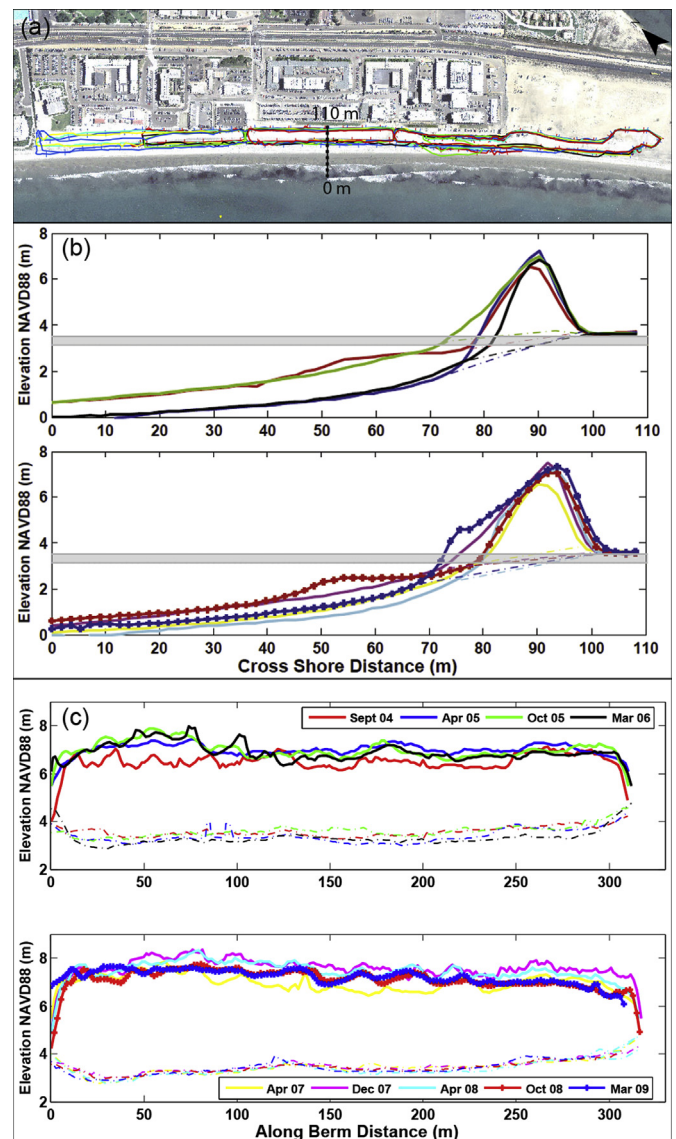 (a)
110 m
0 m
(b)
Elevation NAVD88 (m)
8
6
4
2
0
0 10 20 30 40 50 60 70 80 90 100 110
Elevation NAVD88 (m)
8
6
4
2
0
0 10 20 30 40 50 60 70 80 90 100 110
Cross Shore Distance (m)
(c)
Sept 04 Apr 05 Oct 05 Mar 06
Elevation NAVD88 (m)
8
6
4
2
0 50 100 150 200 250 300
Elevation NAVD88 (m)
8
6
4
2
Apr 07 Dec 07 Apr 08 Oct 08 Mar 09
0 50 100 150 200 250 300
Along Berm Distance (m)